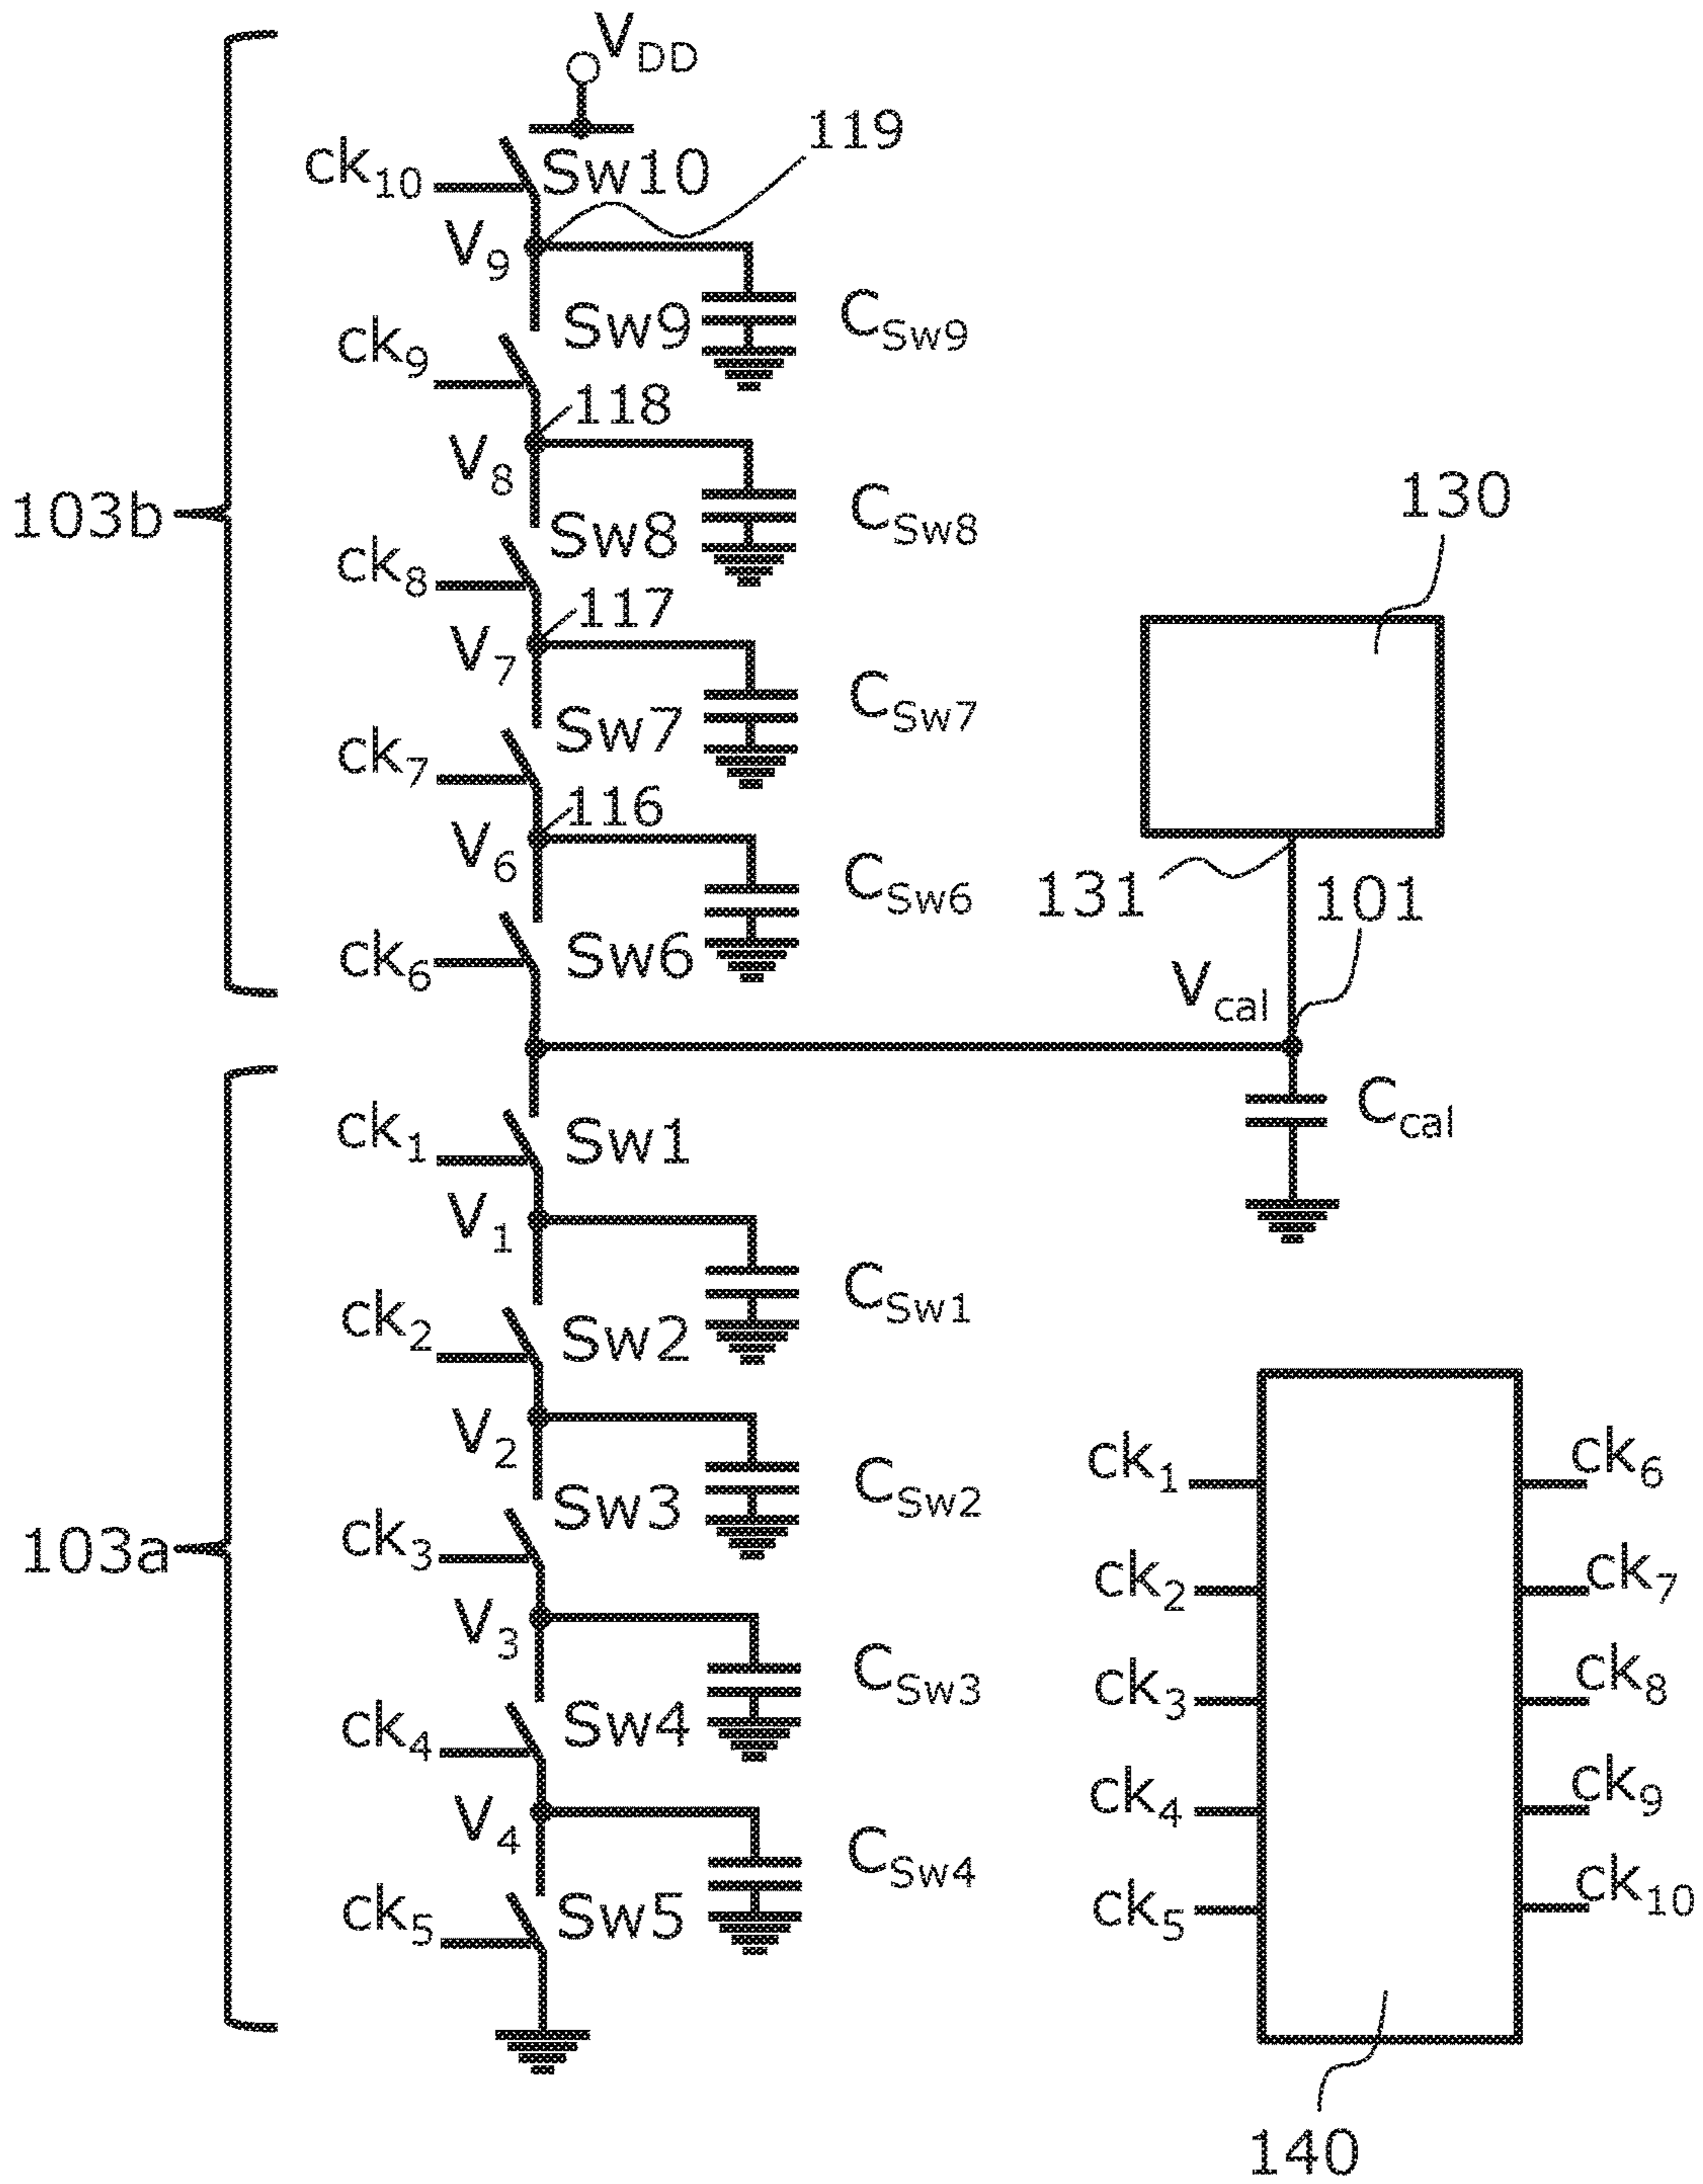 VDD
119
ck10
Sw10
V9
Sw9
CSw9
ck9
118
V8
Sw8
CSw8
103b
130
ck8
117
V7
Sw7
CSw7
ck7
116
V6
CSw6
131
101
ck6
Sw6
Vcal
Ccal
ck1
Sw1
V1
CSw1
ck2
Sw2
V2
CSw2
Sw3
103a
ck3
V3
CSw3
ck4
Sw4
V4
CSw4
ck5
Sw5
ck1
ck6
ck2
ck7
ck3
ck8
ck4
ck9
ck5
ck10
140